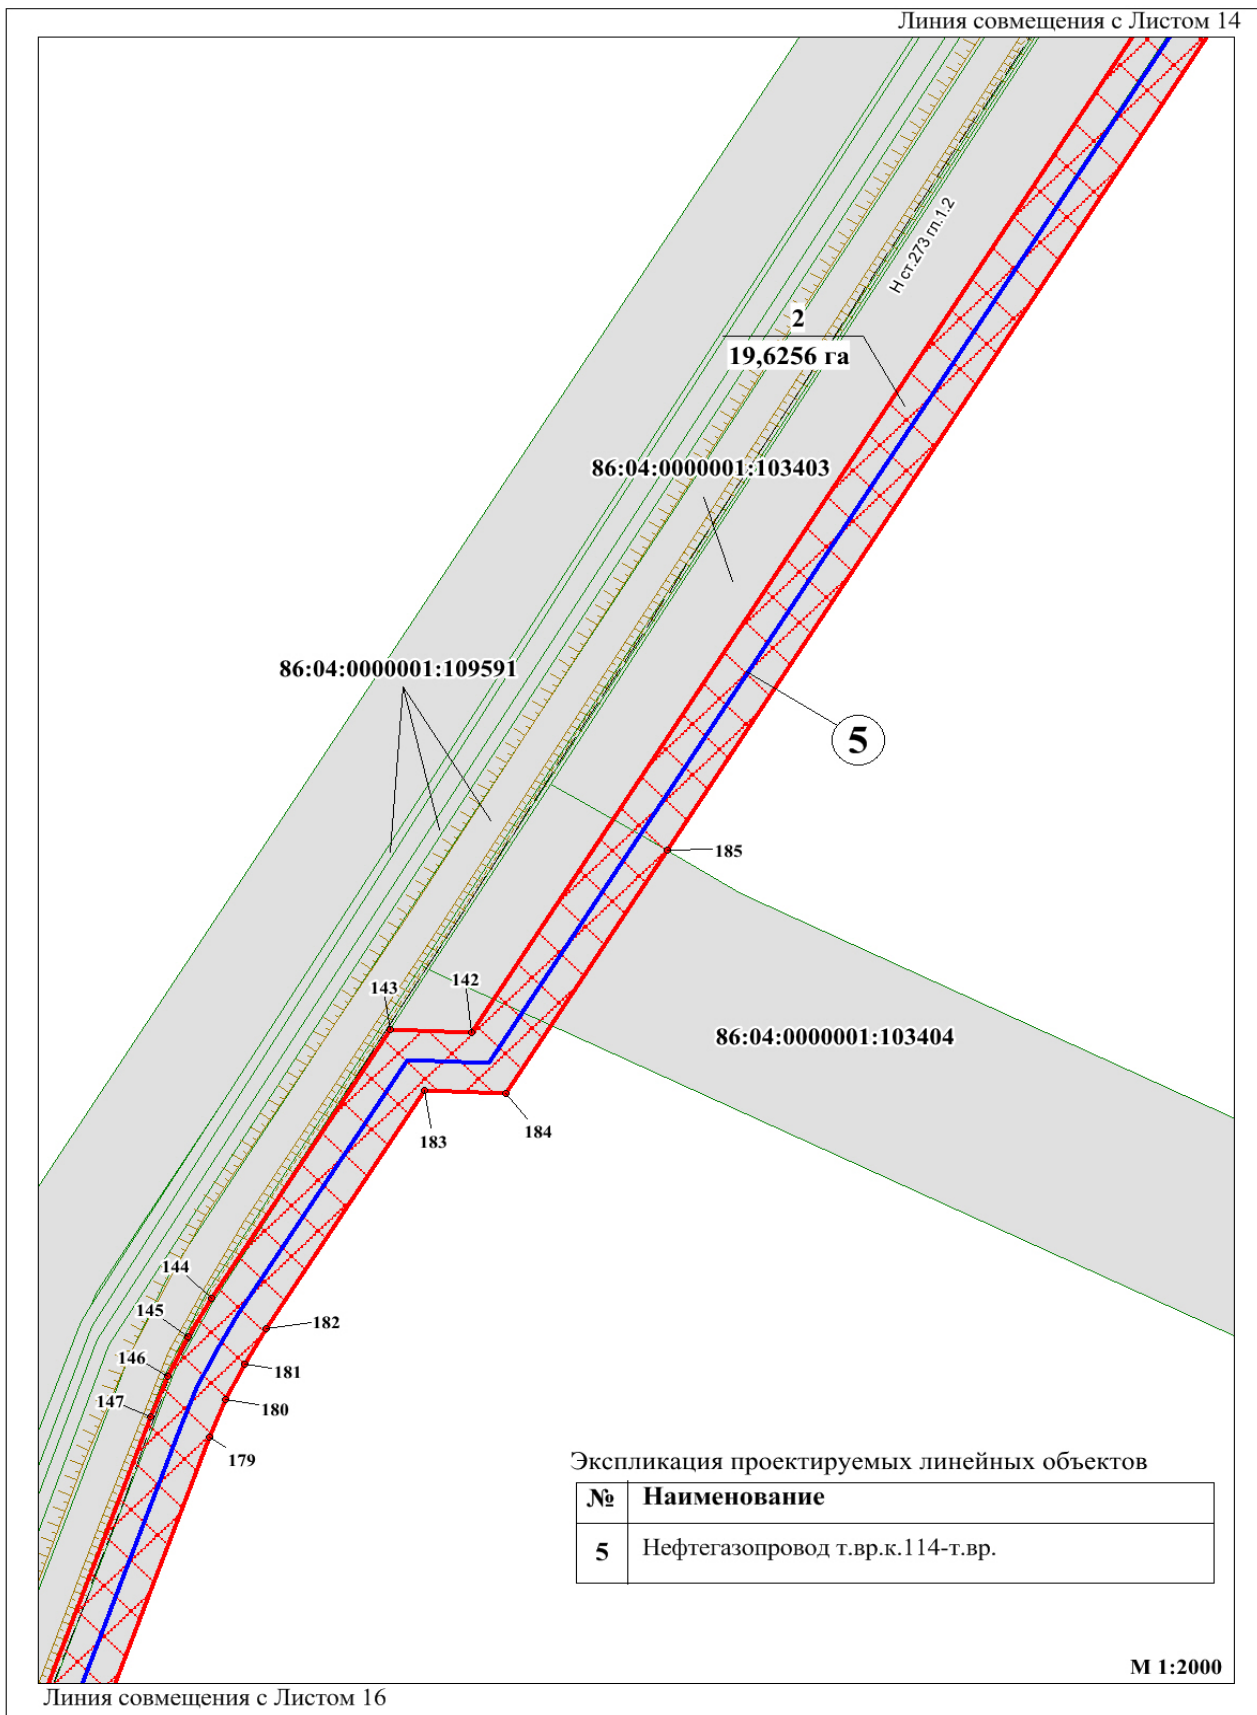 Линия совмещения с Листом 14
Н ст.273 гл.1.2
2
19,6256 га
86:04:0000001:103403
86:04:0000001:109591
5
185
143
142
86:04:0000001:103404
183
184
144
145
182
146
181
147
180
179
Экспликация проектируемых линейных объектов
№ Наименование
5 Нефтегазопровод т.вр.к.114-т.вр.
М 1:2000
Линия совмещения с Листом 16